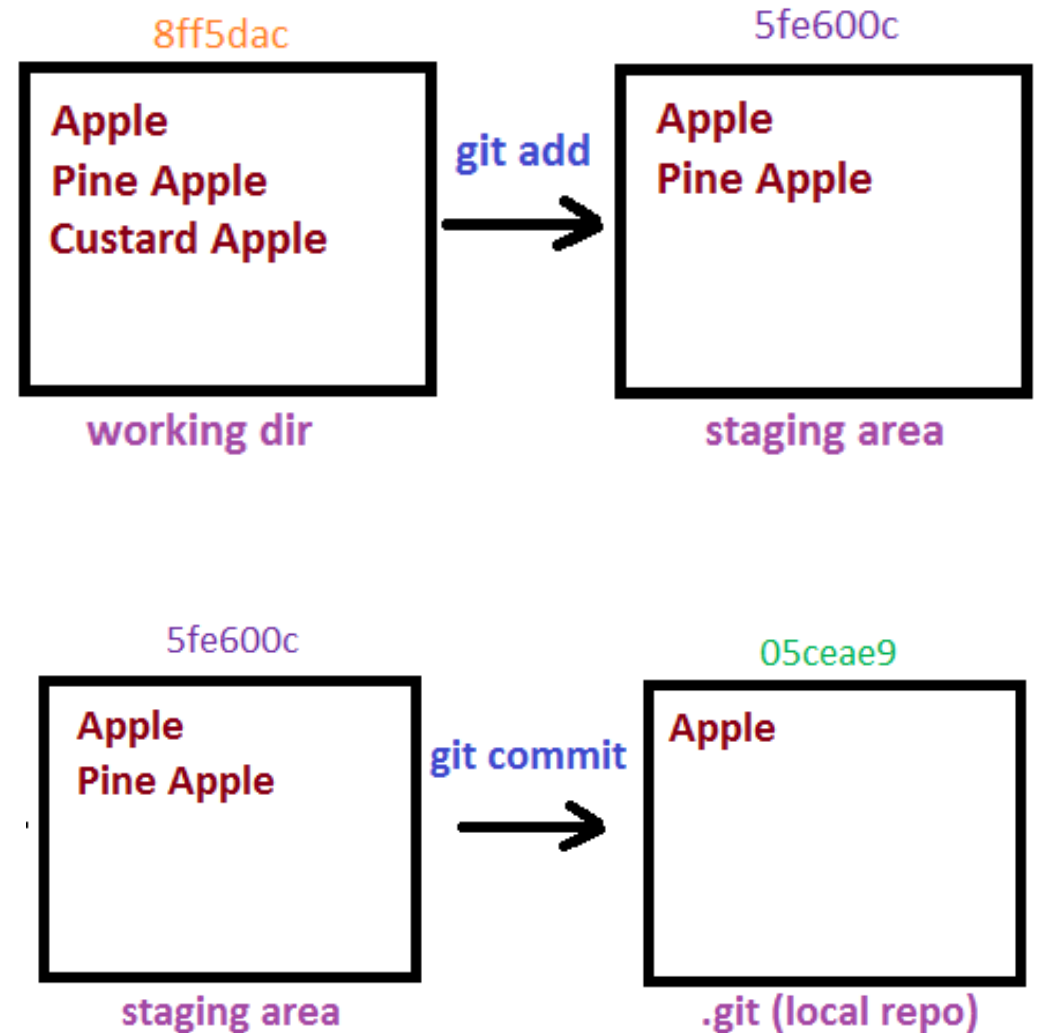 8ff5dac
5fe600c
Apple
Pine Apple
Custard Apple
git add
Apple
Pine Apple
working dir
staging area
5fe600c
05ceae9
Apple
Pine Apple
git commit
Apple
staging area
.git (local repo)